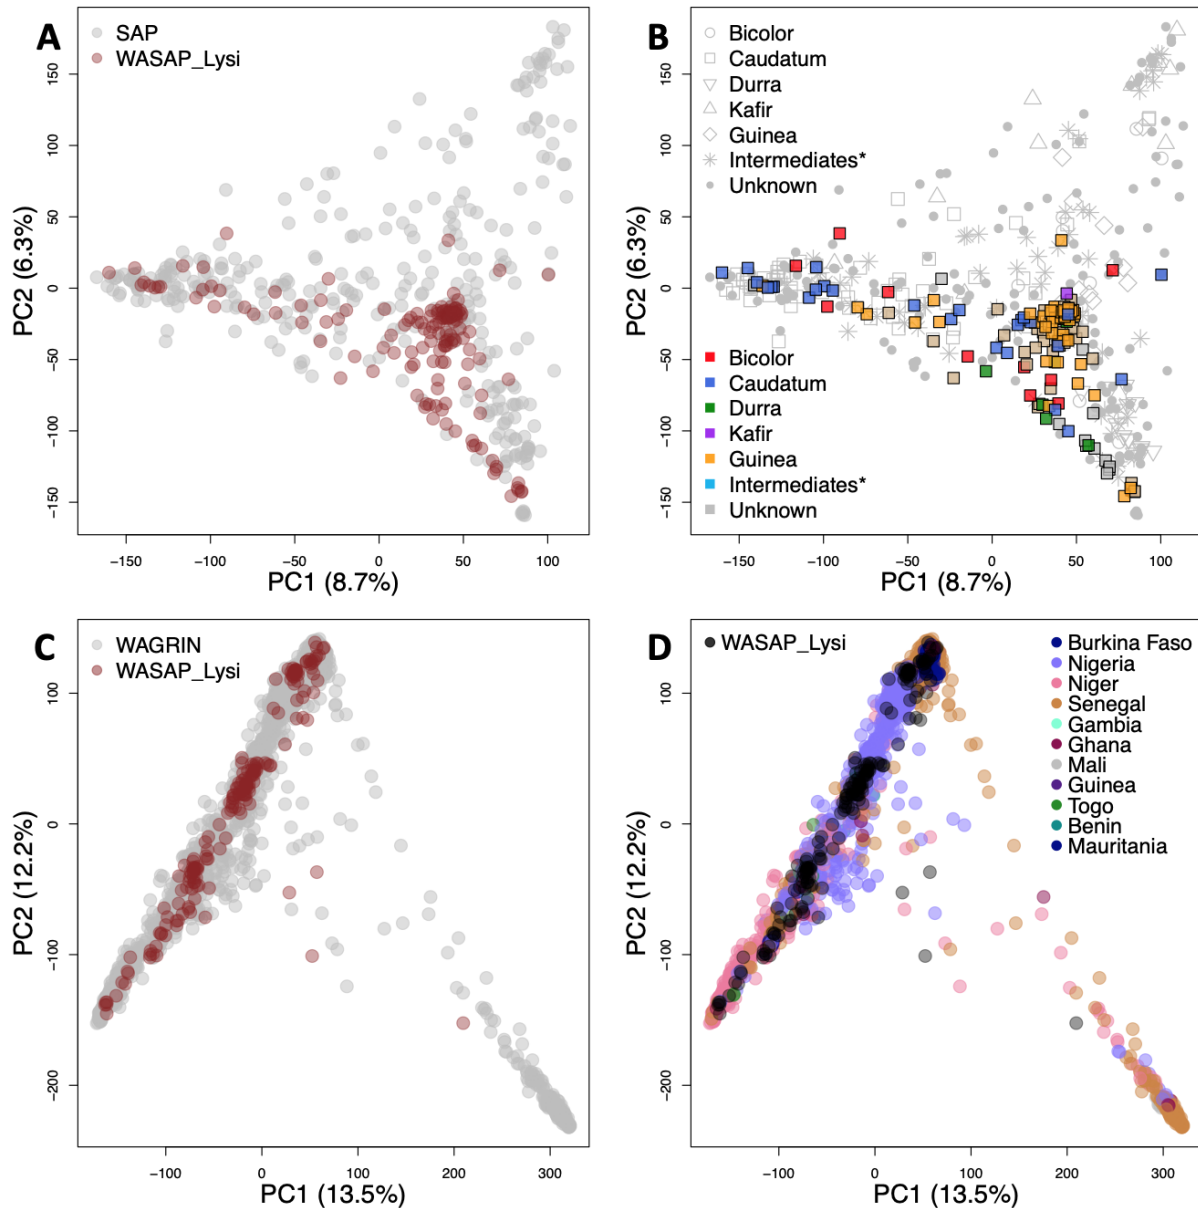 A
SAP
WASAP_Lysi
150
100
50
0
−50
−100
−150
PC2 (6.3%)
−150
−100
−50
0
50
100
PC1 (8.7%)
B
Bicolor
Caudatum
Durra
Kafir
Guinea
Intermediates*
Unknown
Bicolor
Caudatum
Durra
Kafir
Guinea
Intermediates*
Unknown
150
100
50
0
−50
−100
−150
PC2 (6.3%)
−150
−100
−50
0
50
100
PC1 (8.7%)
C
WAGRIN
WASAP_Lysi
100
0
−100
−200
PC2 (12.2%)
−100
0
100
200
300
PC1 (13.5%)
D
WASAP_Lysi
Burkina Faso
Nigeria
Niger
Senegal
Gambia
Ghana
Mali
Guinea
Togo
Benin
Mauritania
100
0
−100
−200
PC2 (12.2%)
−100
0
100
200
300
PC1 (13.5%)